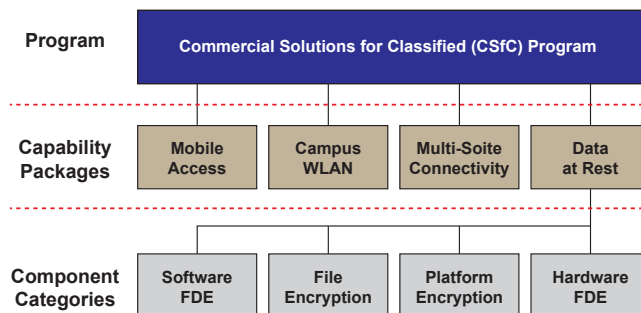 Program
Commercial Solutions for Classified (CSfC) Program
Capability
Packages
Mobile
Access
Campus
WLAN
Multi-Soite
Connectivity
Data
at Rest
Component
Categories
Software
FDE
File
Encryption
Platform
Encryption
Hardware
FDE